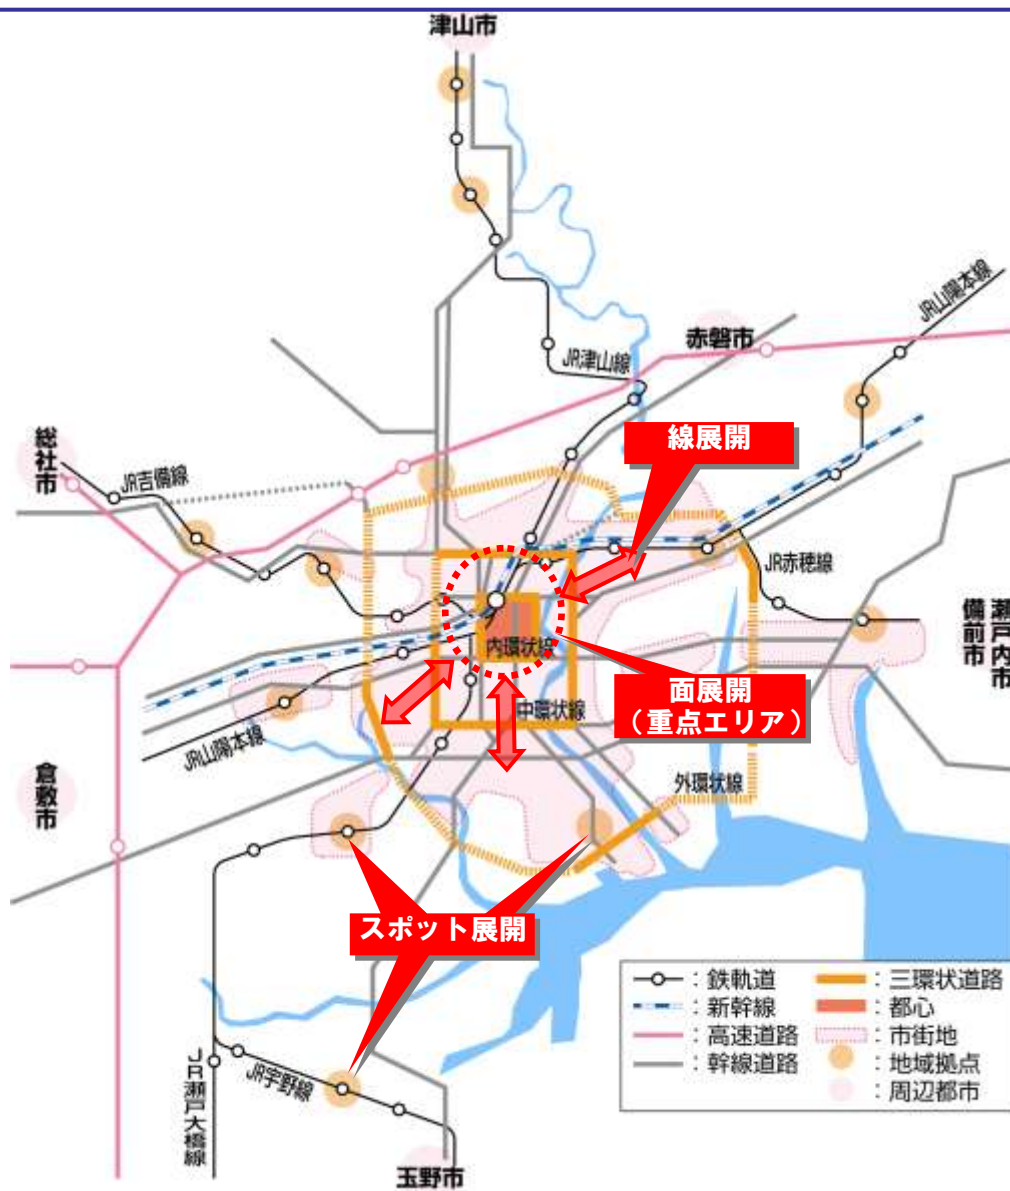 津山市
JR山陽本線
赤磐市
JR津山線
線展開
総社市
JR吉備線
JR赤穂線
瀬戸内市
備前市
内環状線
面展開
(重点エリア)
中環状線
JR山陽本線
倉敷市
外環状線
スポット展開
JR瀬戸大橋線
JR宇野線
玉野市
:鉄軌道
:新幹線
:高速道路
:幹線道路
:三環状道路
:都心
:市街地
:地域拠点
:周辺都市